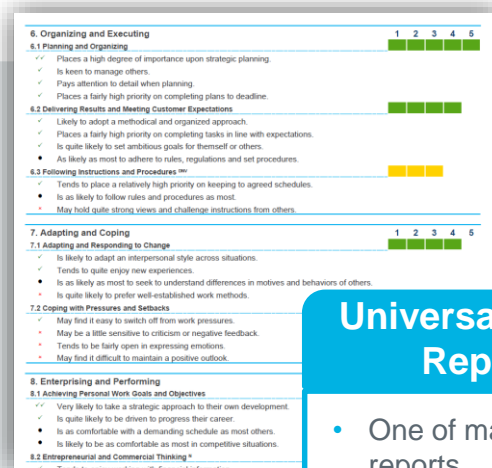 6. Organizing and Executing 1 2 3 4 5
6.1 Planning and Organizing
✓✓ Places a high degree of importance upon strategic planning.
✓ Is keen to manage others.
✓ Pays attention to detail when planning.
✓ Places a fairly high priority on completing plans to deadline.
6.2 Delivering Results and Meeting Customer Expectations
✓ Likely to adopt a methodical and organized approach.
✓ Places a fairly high priority on completing tasks in line with expectations.
✓ Is quite likely to set ambitious goals for themself or others.
● As likely as most to adhere to rules, regulations and set procedures.
6.3 Following Instructions and Procedures
✓ Tends to place a relatively high priority on keeping to agreed schedules.
● Is as likely to follow rules and procedures as most.
× May hold quite strong views and challenge instructions from others.
7. Adapting and Coping 1 2 3 4 5
7.1 Adapting and Responding to Change
✓ Is likely to adapt an interpersonal style across situations.
✓ Tends to quite enjoy new experiences.
● Is as likely as most to seek to understand differences in motives and behaviors of others.
× Is quite likely to prefer well-established work methods.
7.2 Coping with Pressures and Setbacks
✓ May find it easy to switch off from work pressures.
× May be a little sensitive to criticism or negative feedback.
× Tends to be fairly open in expressing emotions.
× May find it difficult to maintain a positive outlook.
8. Enterprising and Performing
8.1 Achieving Personal Work Goals and Objectives
✓✓ Very likely to take a strategic approach to their own development.
✓ Is quite likely to be driven to progress their career.
● Is as comfortable with a demanding schedule as most others.
● Is likely to be as comfortable as most in competitive situations.
8.2 Entrepreneurial and Commercial Thinking
Universa
Rep
• One of ma
reports